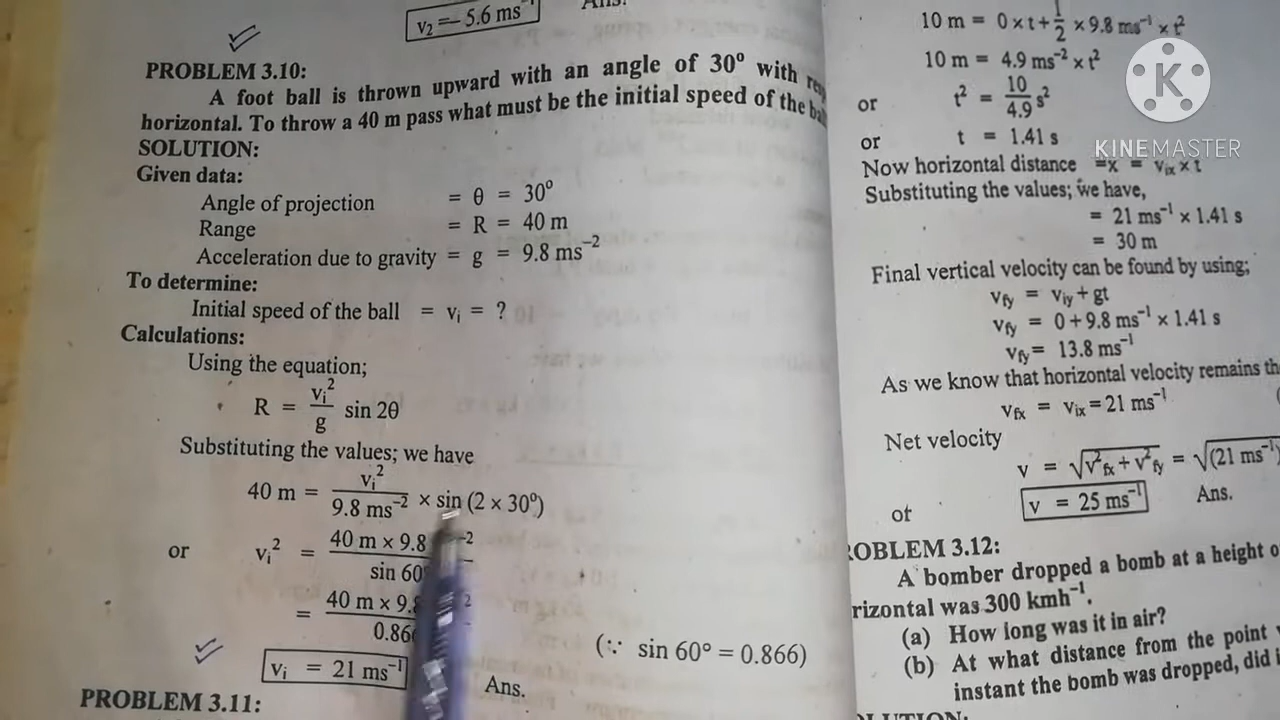 v₂ = – 5.6 ms⁻¹ Ans.
PROBLEM 3.10:
A foot ball is thrown upward with an angle of 30° with
horizontal. To throw a 40 m pass what must be the initial speed of the
SOLUTION:
Given data:
Angle of projection = θ = 30°
Range = R = 40 m
Acceleration due to gravity = g = 9.8 ms⁻²
To determine:
Initial speed of the ball = vᵢ = ?
Calculations:
Using the equation;
R = vᵢ²/g sin 2θ
Substituting the values; we have
40 m = vᵢ²/9.8 ms⁻² × sin (2 × 30°)
or vᵢ² = 40 m × 9.8 ⁻²/sin 60°
= 40 m × 9.8 ²/0.866
(∵ sin 60° = 0.866)
vᵢ = 21 ms⁻¹ Ans.
PROBLEM 3.11:
10 m = 0 × t + 1/2 × 9.8 ms⁻¹ × t²
10 m = 4.9 ms⁻² × t²
or t² = 10/4.9 s²
or t = 1.41 s
Now horizontal distance = x = vᵢₓ × t
Substituting the values; we have,
= 21 ms⁻¹ × 1.41 s
= 30 m
Final vertical velocity can be found by using;
v_fy = v_iy + gt
v_fy = 0 + 9.8 ms⁻¹ × 1.41 s
v_fy = 13.8 ms⁻¹
As we know that horizontal velocity remains
v_fx = v_ix = 21 ms⁻¹
Net velocity
v = √(v²_fx + v²_fy) = √(21 ms⁻¹)
or v = 25 ms⁻¹ Ans.
PROBLEM 3.12:
A bomber dropped a bomb at a height
rizontal was 300 kmh⁻¹.
(a) How long was it in air?
(b) At what distance from the point
instant the bomb was dropped, did
K
KINEMASTER